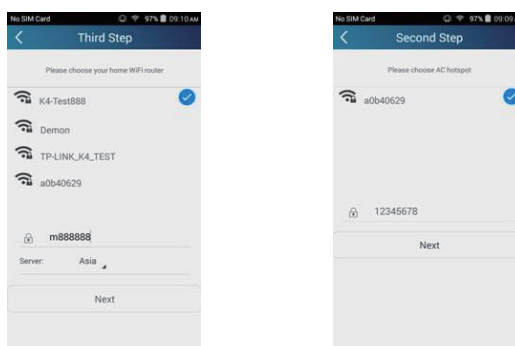 No SIM Card 97% 09:10 AM
Third Step
Please choose your home WiFi router
K4-Test888
Demon
TP-LINK_K4_TEST
a0b40629
m888888
Server: Asia
Next
No SIM Card 97% 09:09
Second Step
Please choose AC hotspot
a0b40629
12345678
Next